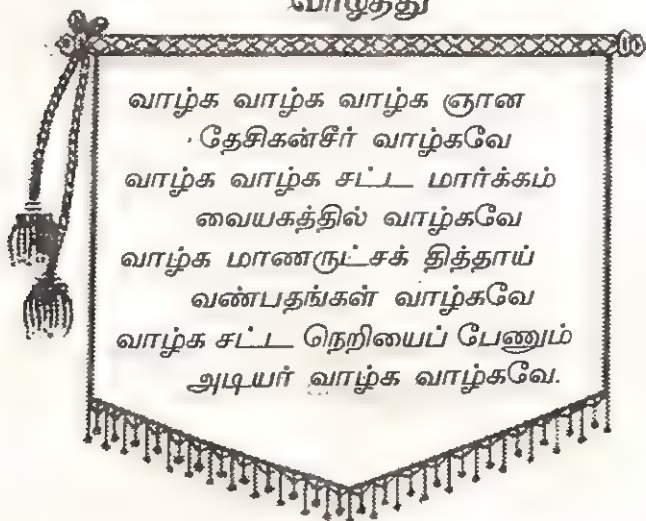 வாழ்த்து
வாழ்க வாழ்க வாழ்க ஞான
தேசிகன்சீர் வாழ்கவே
வாழ்க வாழ்க சட்ட மார்க்கம்
வையகத்தில் வாழ்கவே
வாழ்க மாணருட்சக் தித்தாய்
வண்பதங்கள் வாழ்கவே
வாழ்க சட்ட நெறியைப் பேணும்
அடியர் வாழ்க வாழ்கவே.